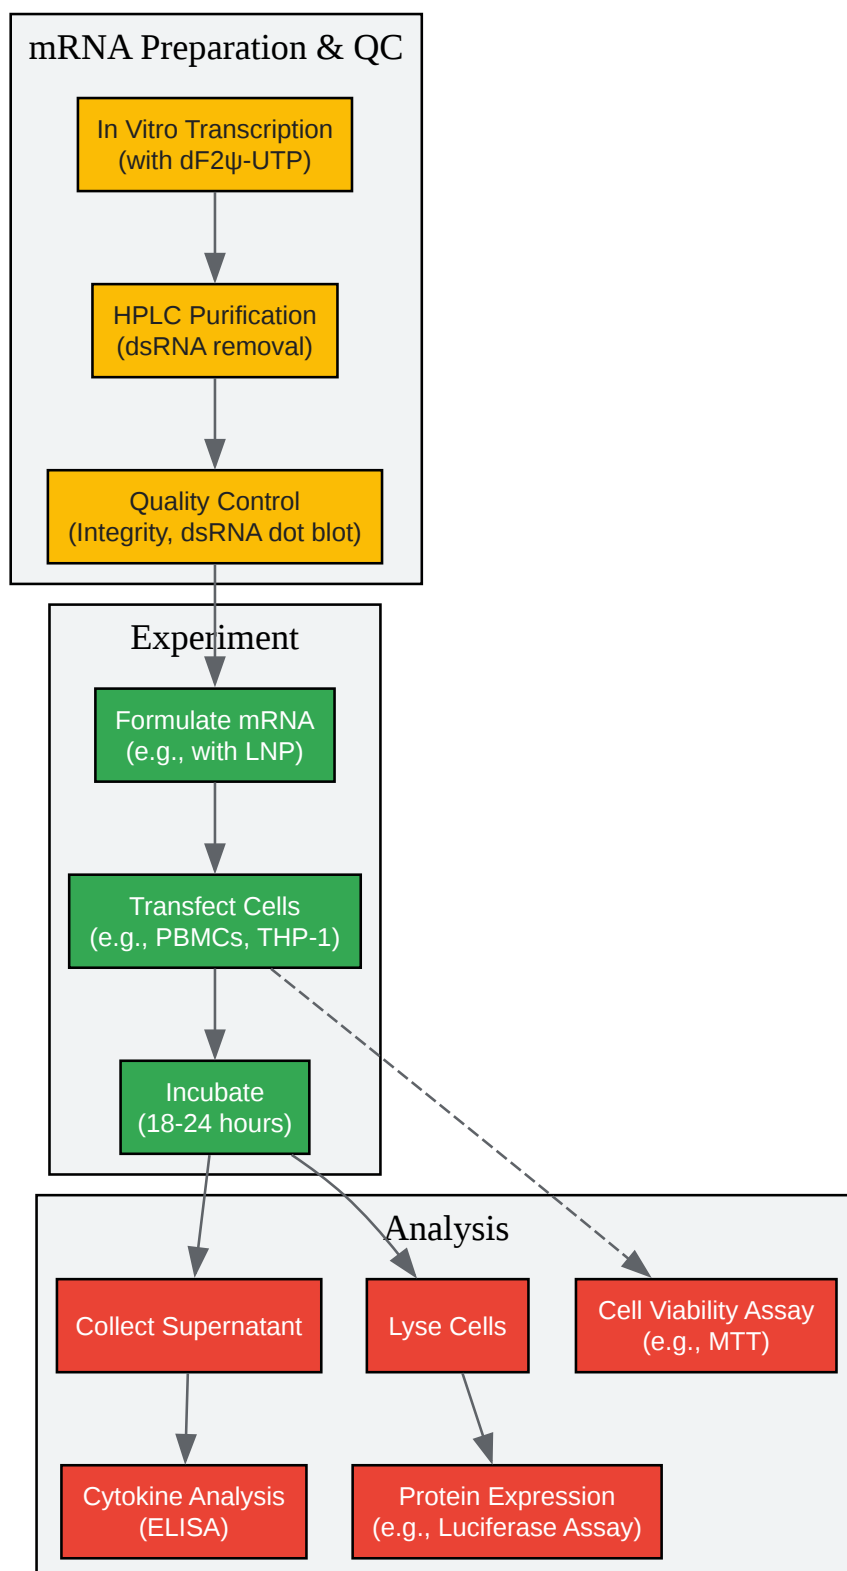 mRNA Preparation & QC
In Vitro Transcription
(with dF2ψ-UTP)
HPLC Purification
(dsRNA removal)
Quality Control
(Integrity, dsRNA dot blot)
Experiment
Formulate mRNA
(e.g., with LNP)
Transfect Cells
(e.g., PBMCs, THP-1)
Incubate
(18-24 hours)
Analysis
Collect Supernatant
Lyse Cells
Cell Viability Assay
(e.g., MTT)
Cytokine Analysis
(ELISA)
Protein Expression
(e.g., Luciferase Assay)